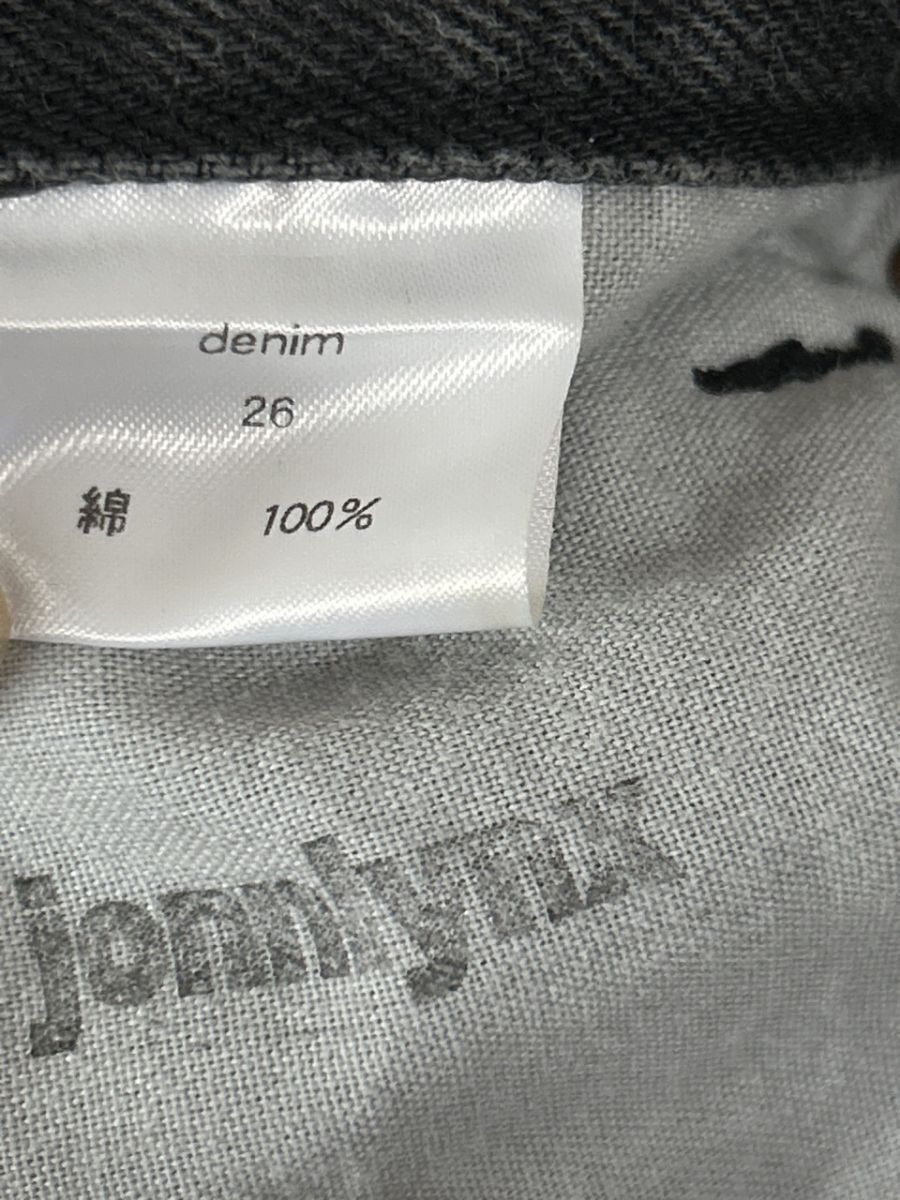 denim
26
綿 100%
jonnlynx